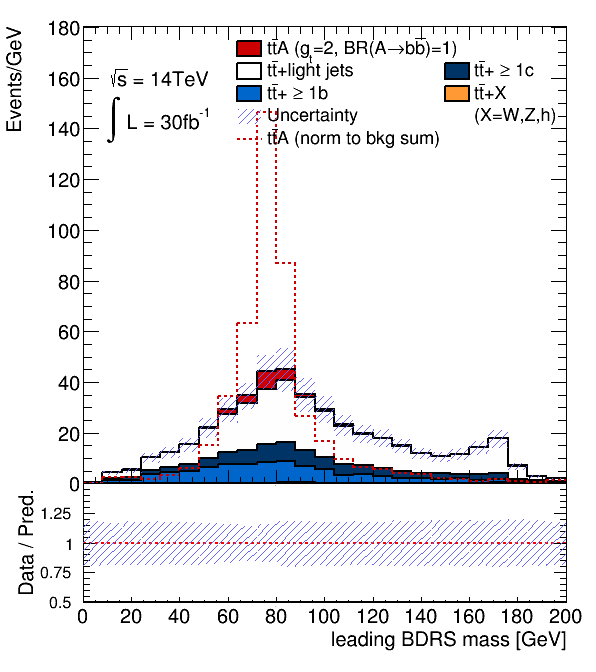 Events/GeV
180
160
140
120
100
80
60
40
20
0
√s = 14TeV
∫ L = 30fb⁻¹
tt̄A (gₜ=2, BR(A→bb̄)=1)
tt̄+light jets
tt̄+ ≥ 1c
tt̄+ ≥ 1b
tt̄+X
Uncertainty
(X=W,Z,h)
tt̄A (norm to bkg sum)
Data / Pred.
1.25
1
0.75
0.5
0 20 40 60 80 100 120 140 160 180 200
leading BDRS mass [GeV]